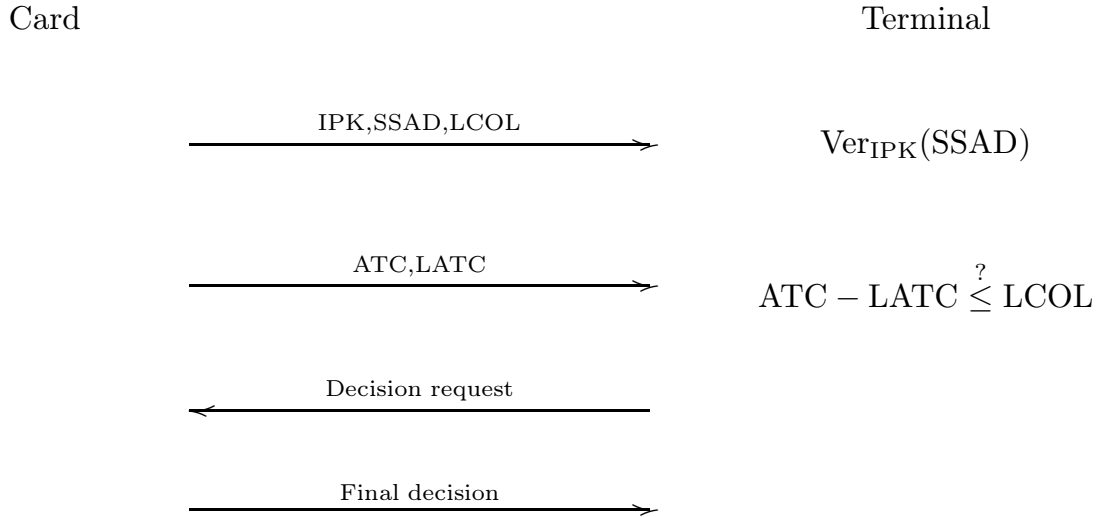 Card Terminal
IPK,SSAD,LCOL
Ver_IPK(SSAD)
ATC,LATC
ATC − LATC ≤? LCOL
Decision request
Final decision